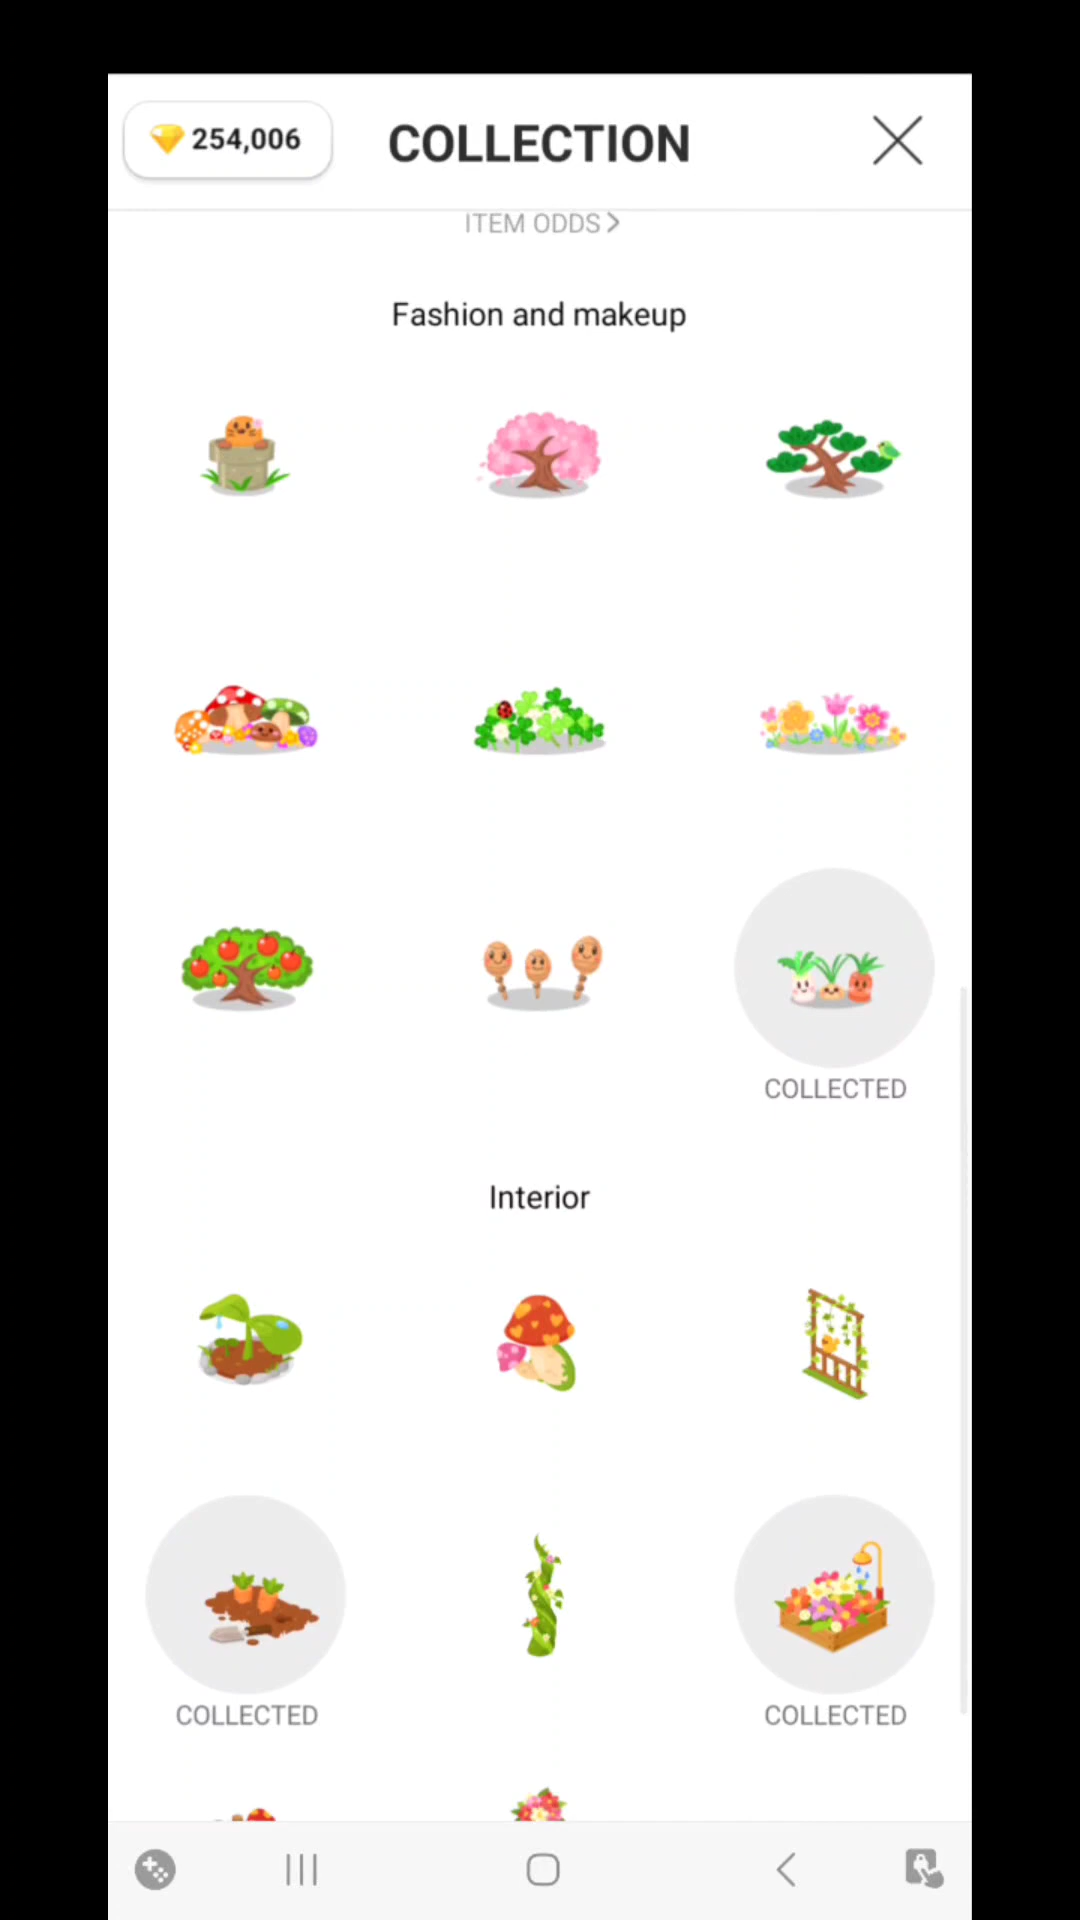 254,006
COLLECTION
ITEM ODDS
Fashion and makeup
COLLECTED
Interior
COLLECTED
COLLECTED